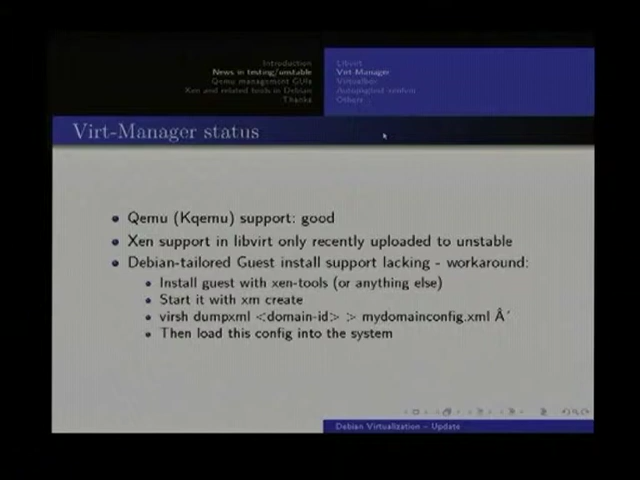 Introduction
News in testing/unstable
Qemu management GUIs
Xen and related tools in Debian
Thanks
Libvirt
Virt Manager
Virtualbox
Others
Virt-Manager status
Qemu (Kqemu) support: good
Xen support in libvirt only recently uploaded to unstable
Debian-tailored Guest install support lacking - workaround:
Install guest with xen-tools (or anything else)
Start it with xm create
virsh dumpxml <domain-id> > mydomainconfig.xml Â´
Then load this config into the system
Debian Virtualization – Update